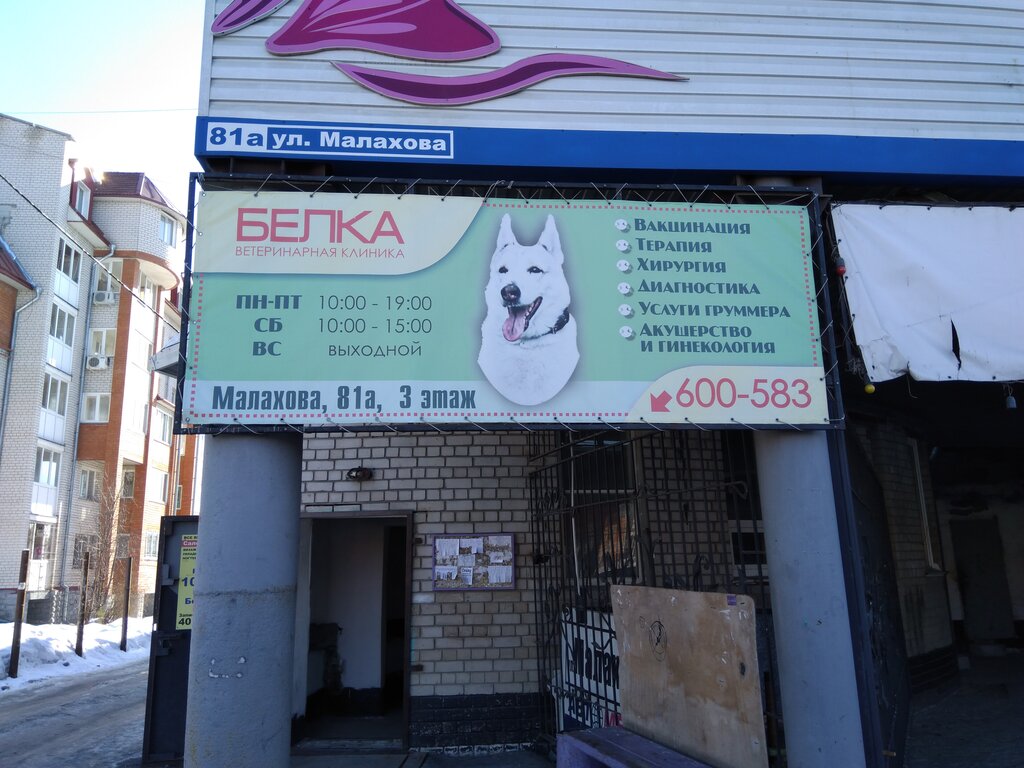 81а ул. Малахова
БЕЛКА
ВЕТЕРИНАРНАЯ КЛИНИКА
ПН-ПТ 10:00 - 19:00
СБ 10:00 - 15:00
ВС ВЫХОДНОЙ
Малахова, 81а, 3 этаж
Вакцинация
Терапия
Хирургия
Диагностика
Услуги груммера
Акушерство
и гинекология
600-583